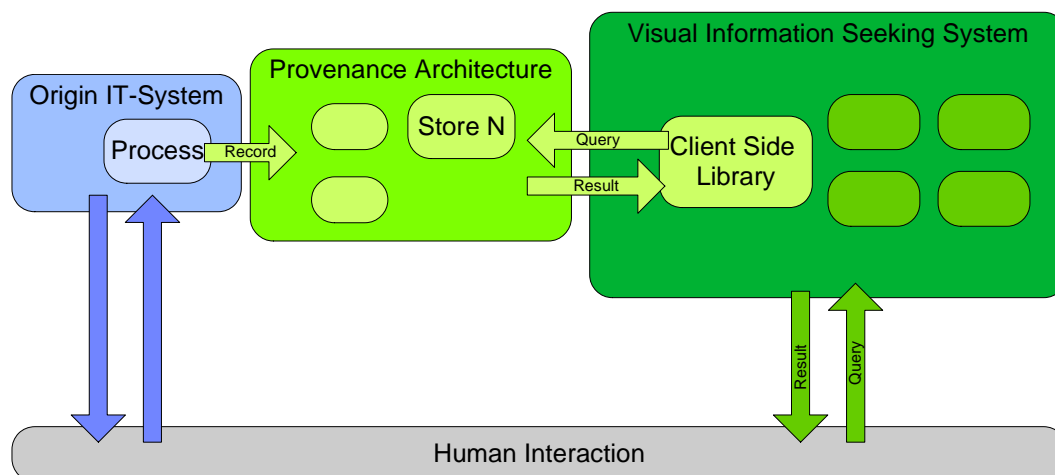 Visual Information Seeking System
Provenance Architecture
Origin IT-System
Store N
Process
Record
Query
Client Side
Library
Result
Result
Query
Human Interaction